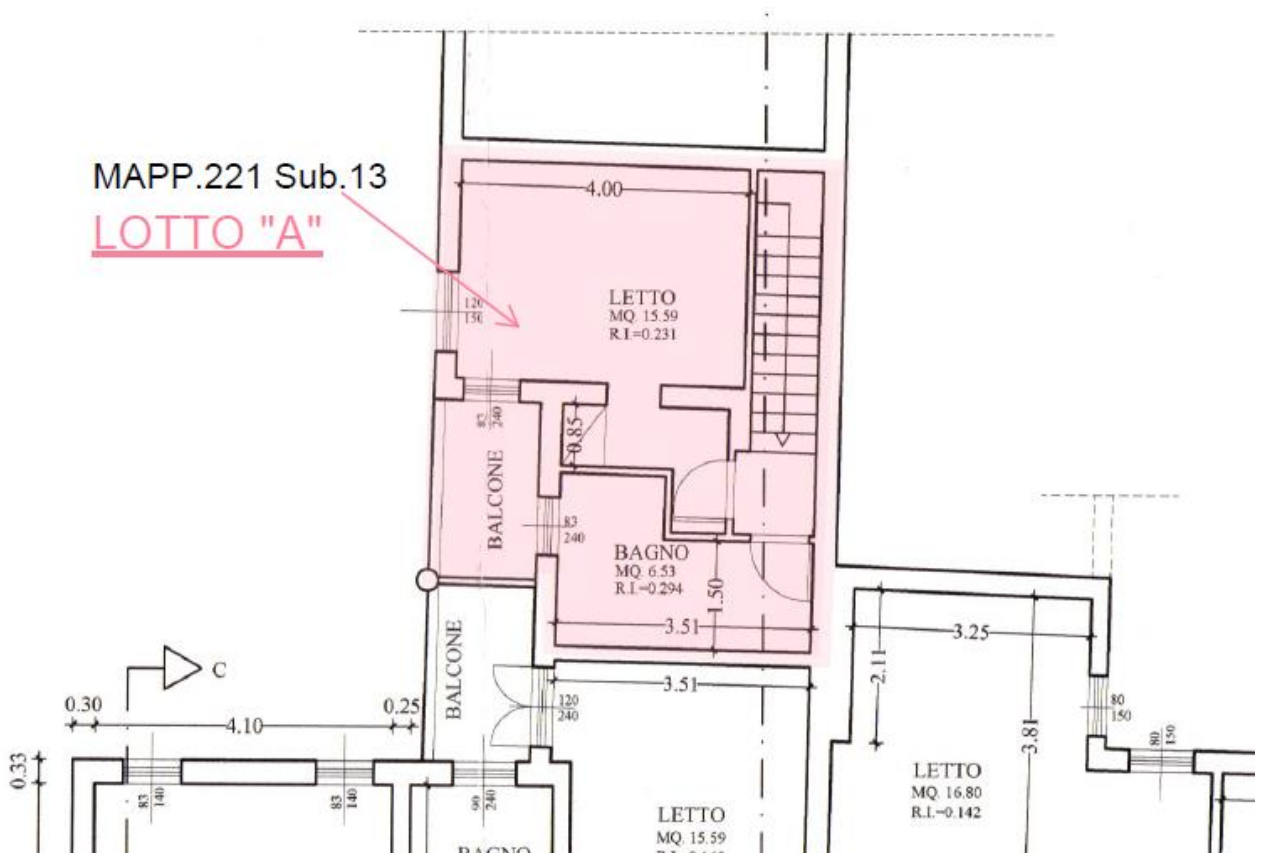 MAPP.221 Sub.13
LOTTO "A"
4.00
LETTO
MQ. 15.59
R.I.=0.231
120
150
83
240
0.85
BALCONE
83
240
BAGNO
MQ. 6.53
R.I.=0.294
1.50
3.51
BALCONE
3.51
120
240
C
0.30
4.10
0.25
0.33
83
140
83
140
90
240
3.25
2.11
3.81
80
150
80
150
LETTO
MQ. 16.80
R.I.=0.142
LETTO
MQ. 15.59
BAGNO